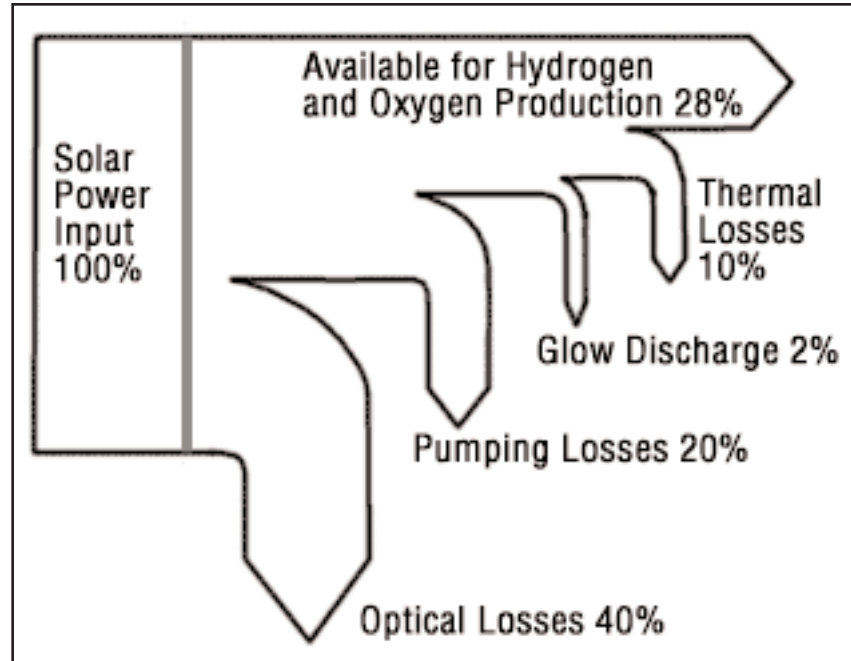 Available for Hydrogen
and Oxygen Production 28%
Solar
Power
Input
100%
Thermal
Losses
10%
Glow Discharge 2%
Pumping Losses 20%
Optical Losses 40%